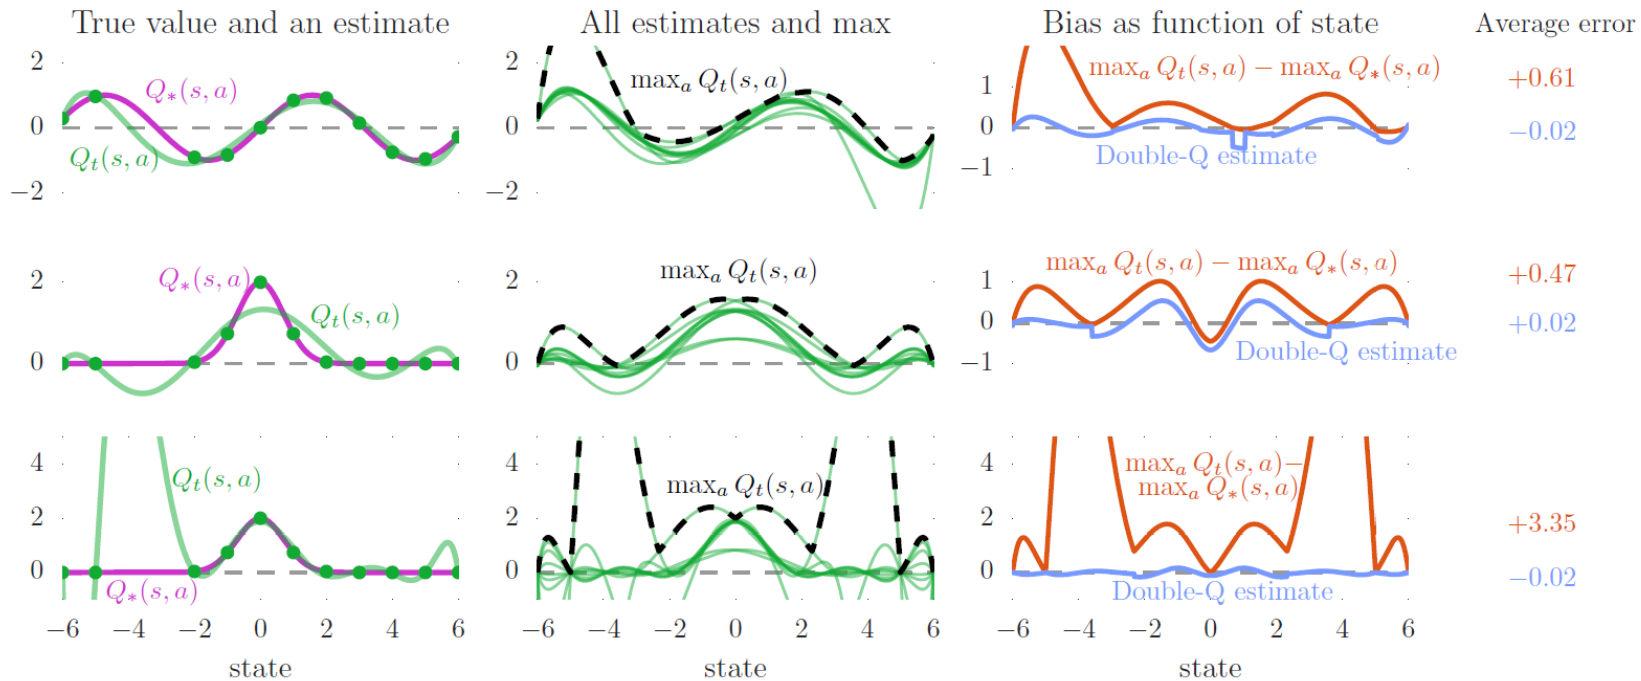 True value and an estimate
All estimates and max
Bias as function of state
Average error
2
0
−2
Q∗(s, a)
Qt(s, a)
2
0
−2
maxa Qt(s, a)
1
0
−1
maxa Qt(s, a) − maxa Q∗(s, a)
Double-Q estimate
+0.61
−0.02
2
0
Q∗(s, a)
Qt(s, a)
2
0
maxa Qt(s, a)
1
0
−1
maxa Qt(s, a) − maxa Q∗(s, a)
Double-Q estimate
+0.47
+0.02
4
2
0
Qt(s, a)
Q∗(s, a)
−6 −4 −2 0 2 4 6
state
4
2
0
maxa Qt(s, a)
−6 −4 −2 0 2 4 6
state
4
2
0
maxa Qt(s, a)−
maxa Q∗(s, a)
Double-Q estimate
−6 −4 −2 0 2 4 6
state
+3.35
−0.02